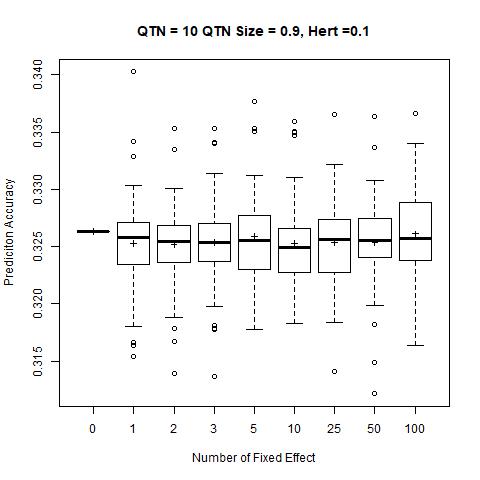 QTN = 10 QTN Size = 0.9, Hert =0.1
Prediciton Accuracy
0.340
0.335
0.330
0.325
0.320
0.315
0 1 2 3 5 10 25 50 100
Number of Fixed Effect